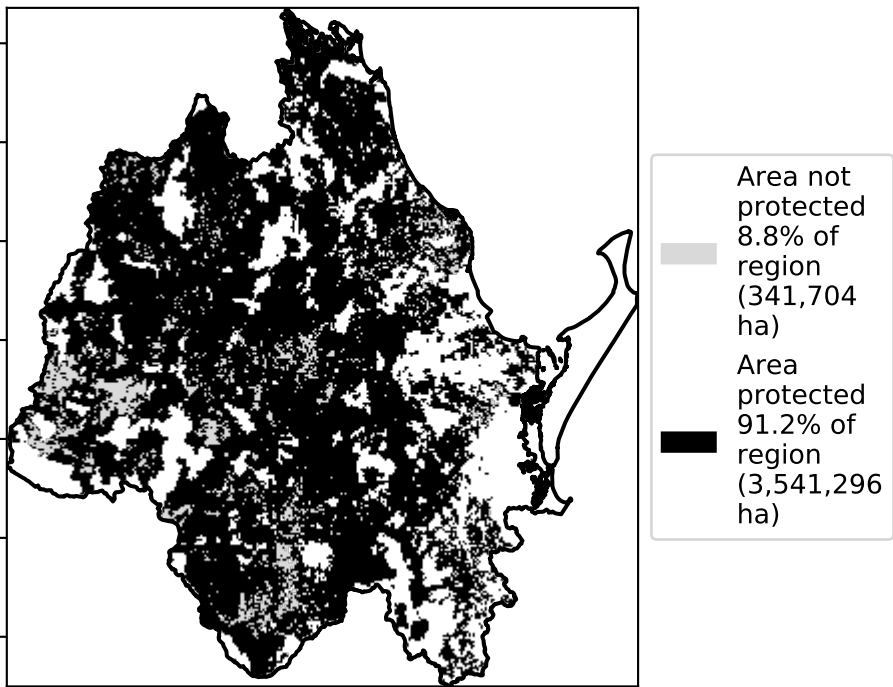 Area not
protected
8.8% of
region
(341,704
ha)
Area
protected
91.2% of
region
(3,541,296
ha)